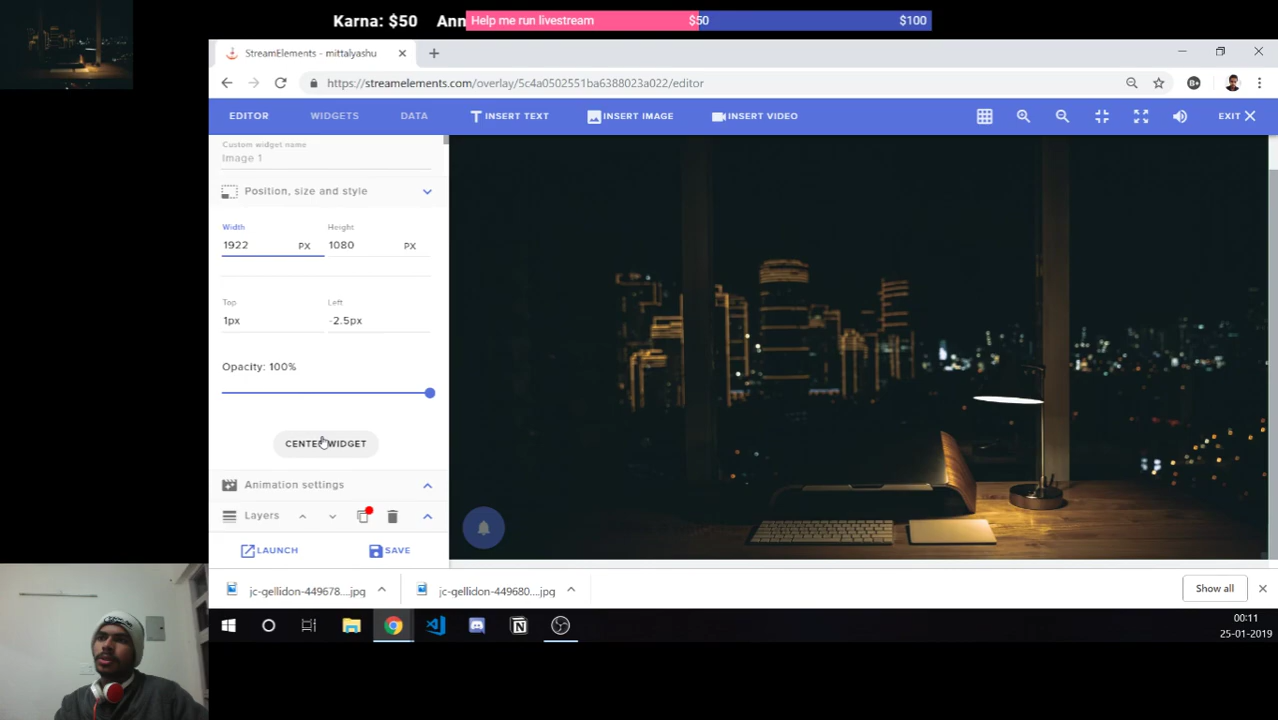 Karna: $50 Ann
Help me run livestream $50 $100
StreamElements - mittalyashu
https://streamelements.com/overlay/5c4a0502551ba6388023a022/editor
EDITOR WIDGETS DATA INSERT TEXT INSERT IMAGE INSERT VIDEO EXIT
Custom widget name
Image 1
Position, size and style
Width Height
1922 PX 1080 PX
Top Left
1px -2.5px
Opacity: 100%
CENTER WIDGET
Animation settings
Layers
LAUNCH SAVE
jc-gellidon-449678....jpg jc-gellidon-449680....jpg Show all
00:11
25-01-2019